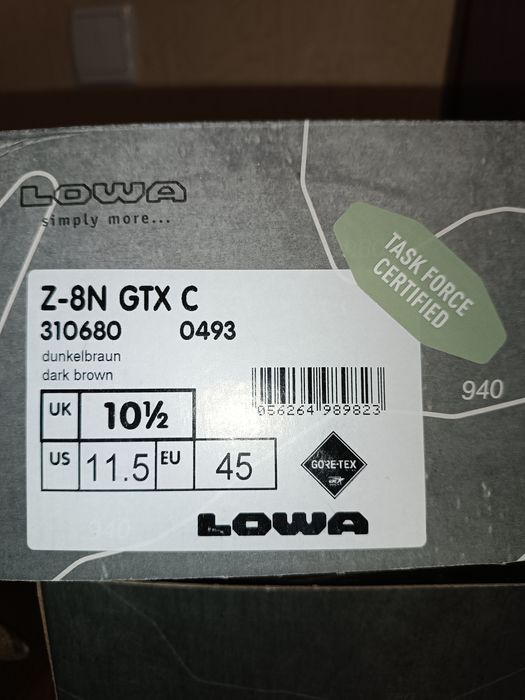 LOWA
simply more...
TASK FORCE
CERTIFIED
Z-8N GTX C
310680 0493
dunkelbraun
dark brown
UK 10½
US 11.5 EU 45
056264 989823
GORE-TEX
LOWA
940
940